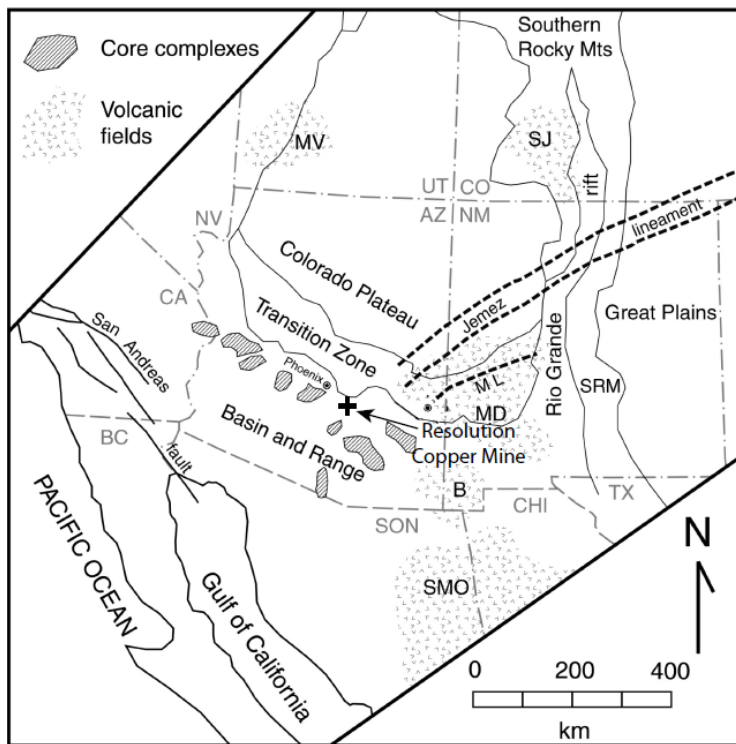 Core complexes
Volcanic
fields
Southern
Rocky Mts
MV
SJ
UT CO
AZ NM
NV
CA
rift
lineament
Jemez
Colorado Plateau
Transition Zone
Great Plains
San Andreas
fault
Phoenix
M L
MD
Rio Grande
SRM
Resolution
Copper Mine
Basin and Range
BC
B
SON
CHI
TX
SMO
PACIFIC OCEAN
Gulf of California
N
0 200 400
km